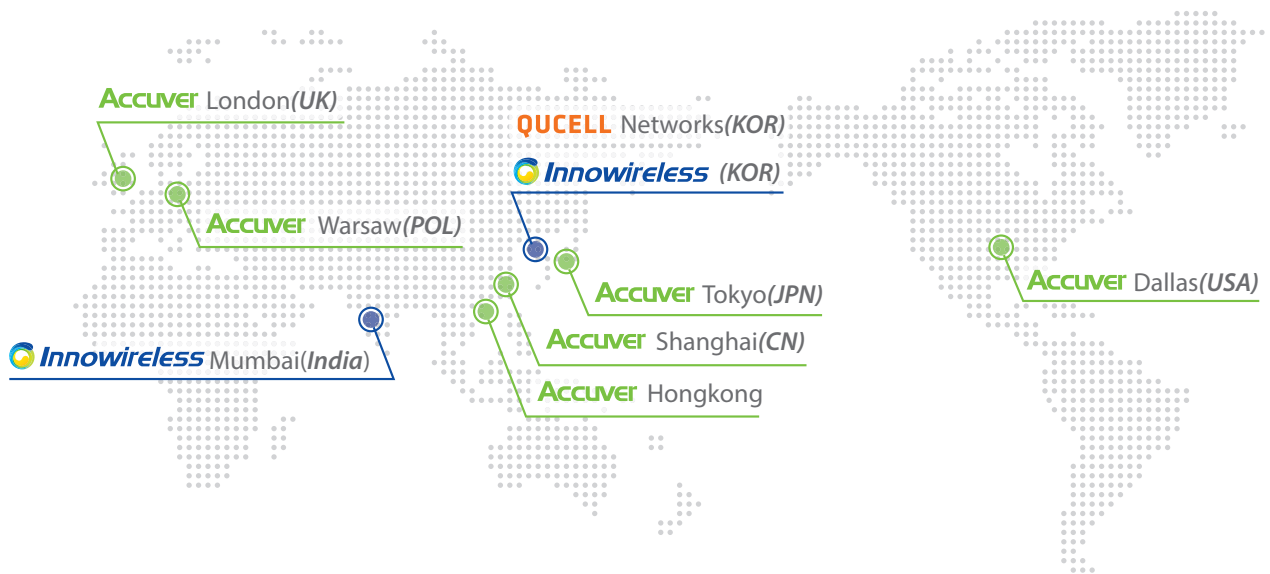 Accuver London(UK)
QUCELL Networks(KOR)
Innowireless (KOR)
Accuver Warsaw(POL)
Accuver Dallas(USA)
Accuver Tokyo(JPN)
Accuver Shanghai(CN)
Innowireless Mumbai(India)
Accuver Hongkong